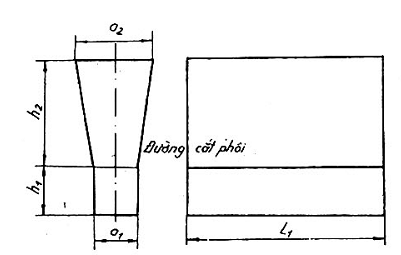 a₂
h₂
Đường cắt phôi
h₁
a₁
L₁